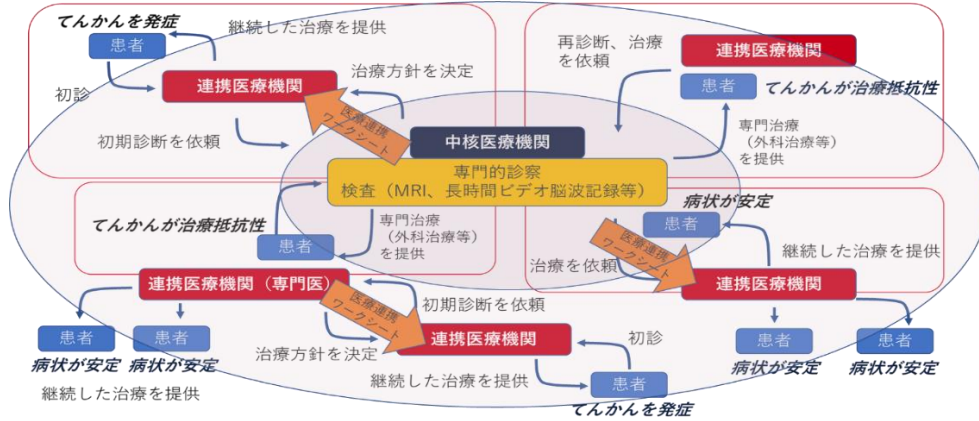 てんかんを発症
患者
継続した治療を提供
初診
連携医療機関
治療方針を決定
初期診断を依頼
医療連携
ワークシート
再診断、治療
を依頼
連携医療機関
患者
てんかんが治療抵抗性
専門治療
（外科治療等）
を提供
中核医療機関
専門的診察
検査（MRI、長時間ビデオ脳波記録等）
てんかんが治療抵抗性
患者
専門治療
（外科治療等）
を提供
病状が安定
患者
医療連携
ワークシート
治療を依頼
継続した治療を提供
連携医療機関
連携医療機関（専門医）
医療連携
ワークシート
初期診断を依頼
患者
患者
病状が安定
病状が安定
継続した治療を提供
治療方針を決定
連携医療機関
初診
継続した治療を提供
患者
てんかんを発症
患者
患者
病状が安定
病状が安定